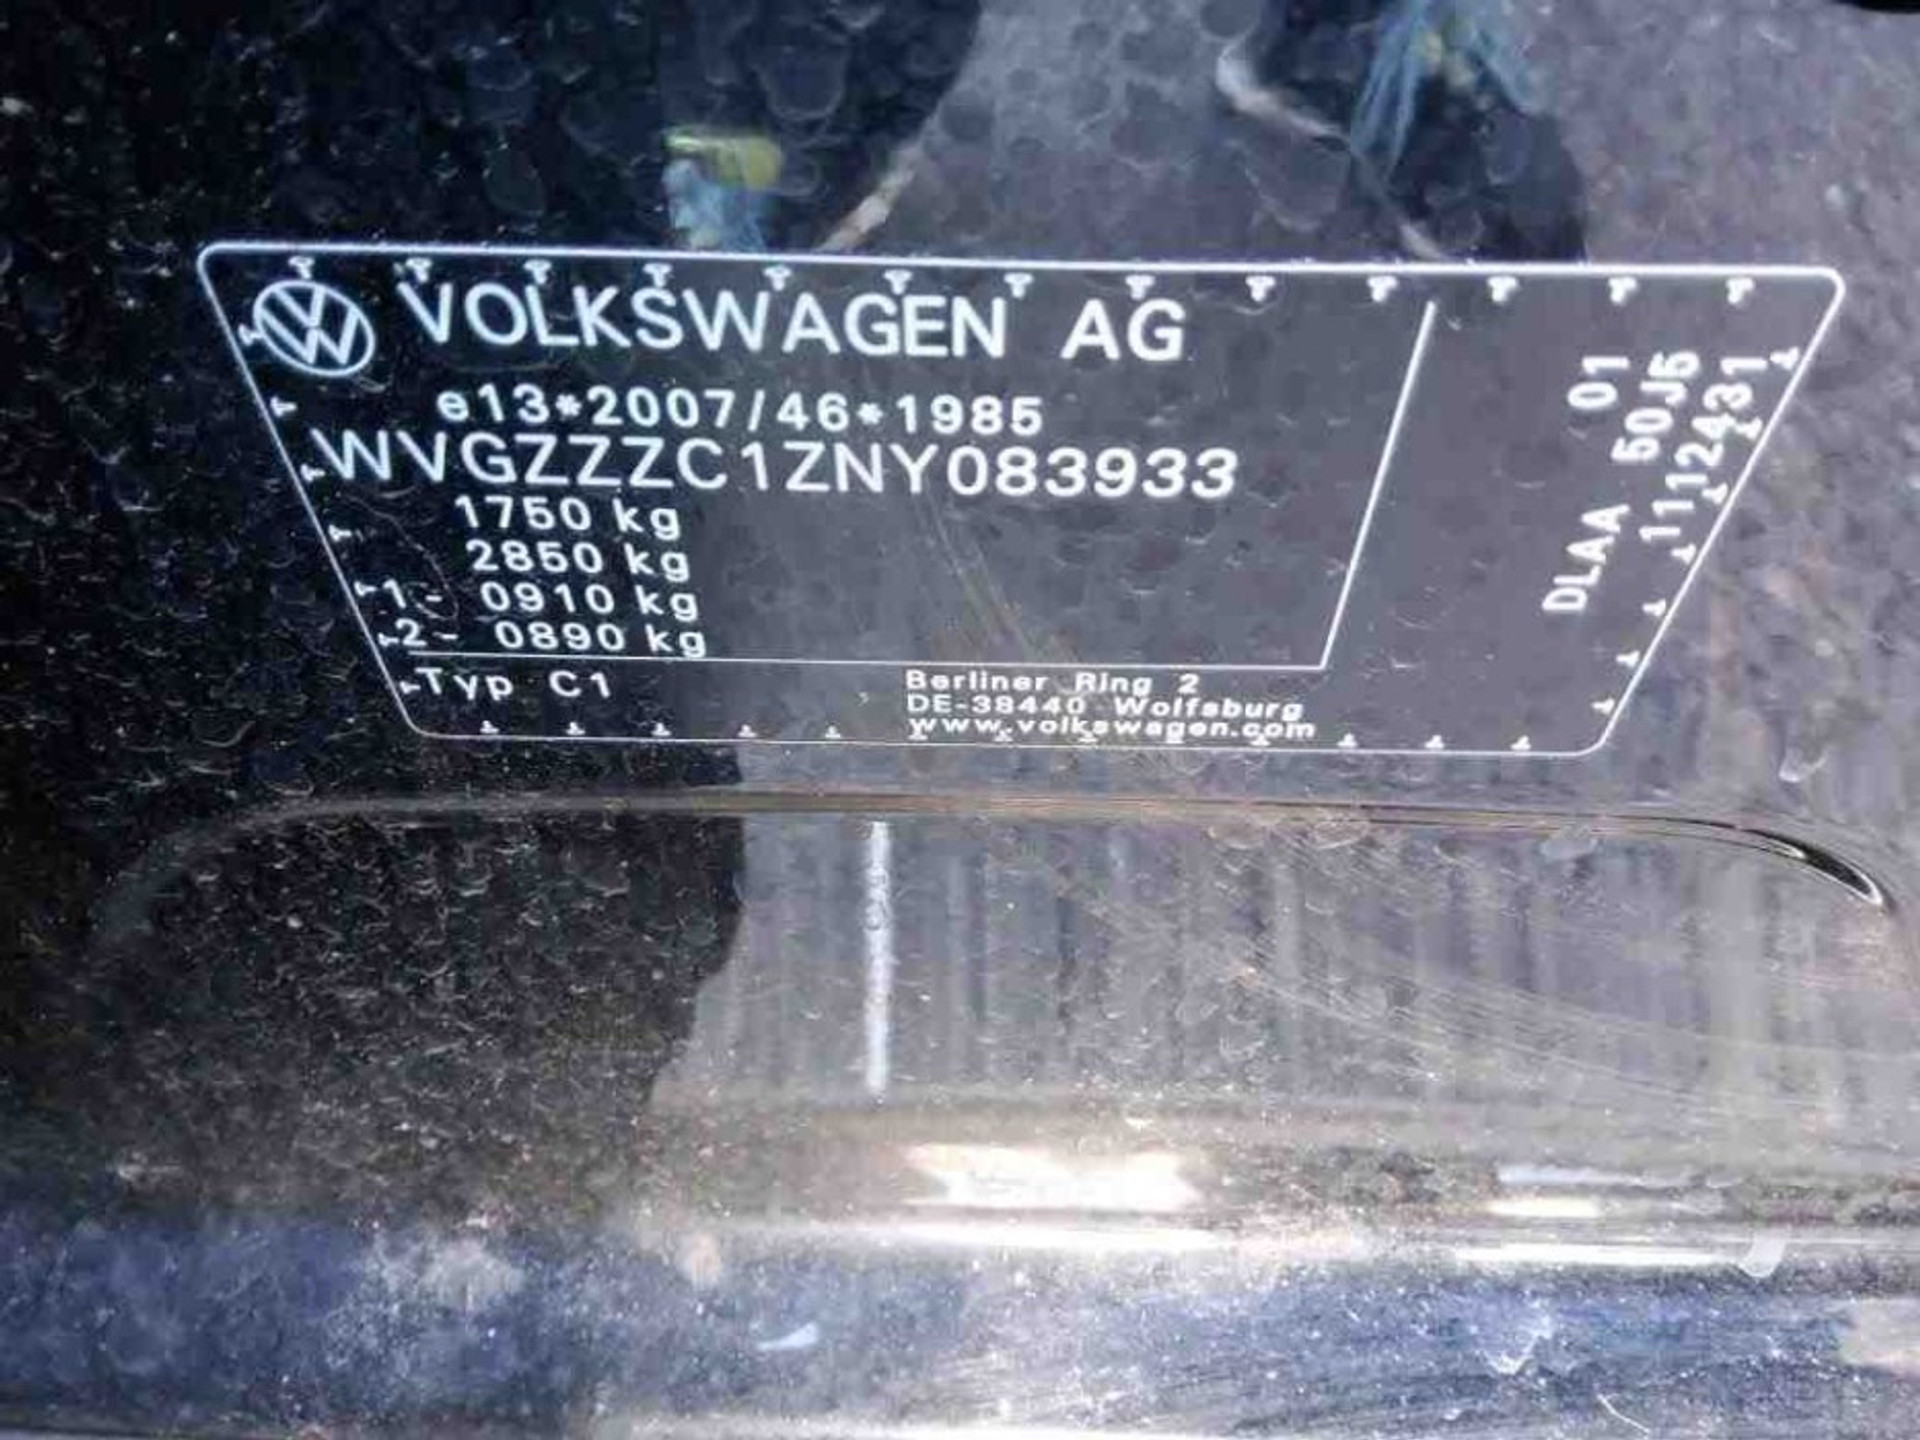 VOLKSWAGEN AG
e13*2007/46*1985
WVGZZZC1ZNY083933
1750 kg
2850 kg
1- 0910 kg
2- 0890 kg
Typ C1
Berliner Ring 2
DE-38440 Wolfsburg
www.volkswagen.com
DLAA 50J5 01
1112431